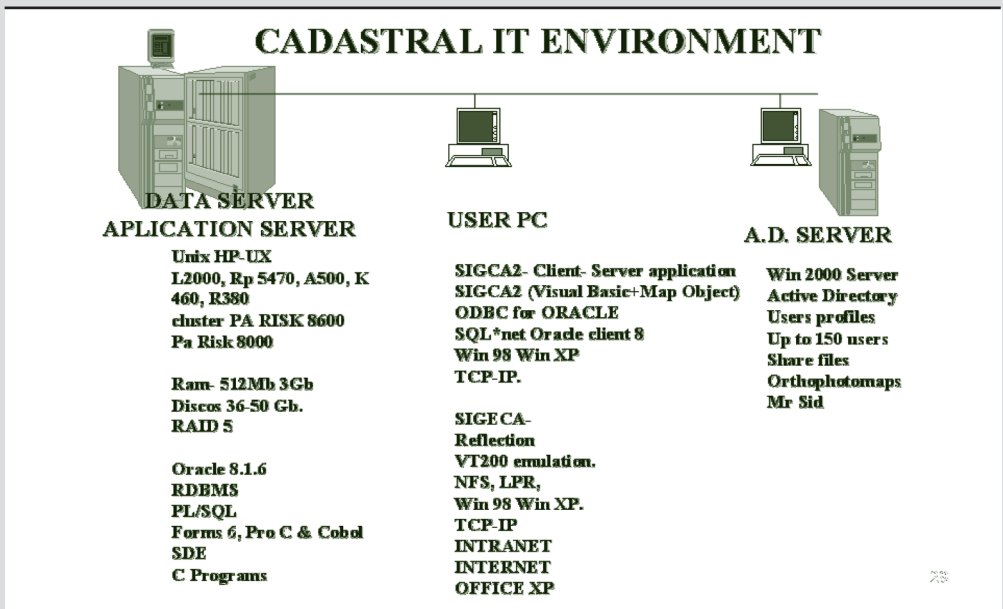 CADASTRAL IT ENVIRONMENT
DATA SERVER
APLICATION SERVER
Unix HP-UX
L2000, Rp 5470, A500, K
460, R380
cluster PA RISK 8600
Pa Risk 8000
Ram- 512Mb 3Gb
Discos 36-50 Gb.
RAID 5
Oracle 8.1.6
RDBMS
PL/SQL
Forms 6, Pro C & Cobol
SDE
C Programs
USER PC
SIGCA2- Client- Server application
SIGCA2 (Visual Basic+Map Object)
ODBC for ORACLE
SQL*net Oracle client 8
Win 98 Win XP
TCP-IP.
SIGECA-
Reflection
VT200 emulation.
NFS, LPR,
Win 98 Win XP.
TCP-IP
INTRANET
INTERNET
OFFICE XP
A.D. SERVER
Win 2000 Server
Active Directory
Users profiles
Up to 150 users
Share files
Orthophotomaps
Mr Sid